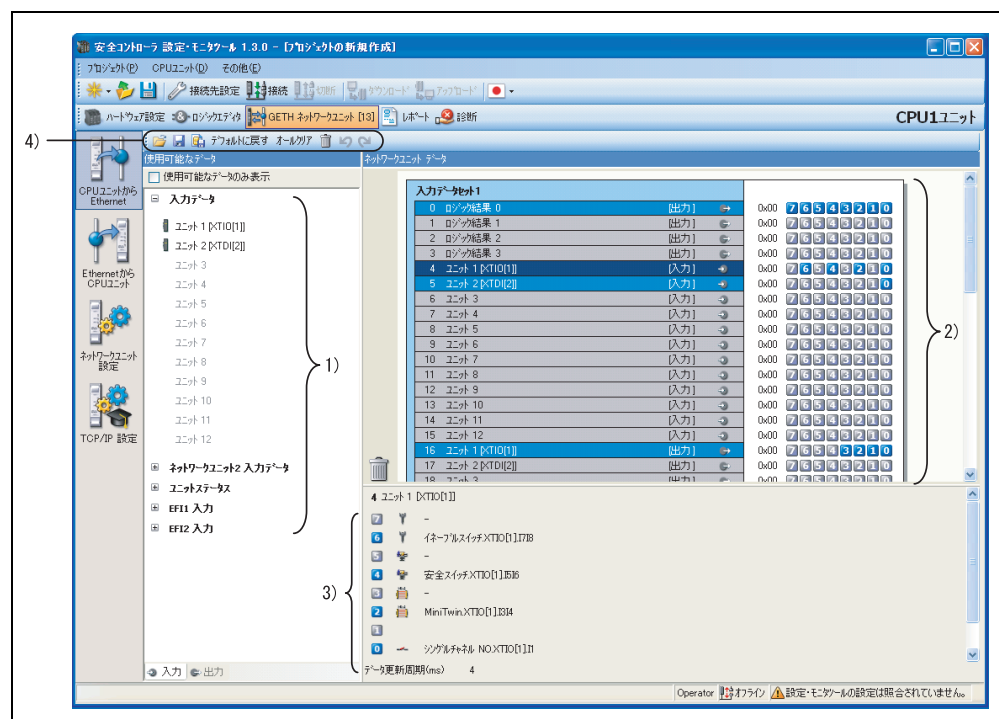 安全コントローラ 設定・モニタツール 1.3.0 - [プロジェクトの新規作成]
プロジェクト(P) CPUユニット(D) その他(E)
接続先設定 接続 切断 ダウンロード アップロード
ハードウェア設定 ロジックエディタ GETH ネットワークユニット [13] レポート 診断 CPU1ユニット
4)
デフォルトに戻す オールクリア
使用可能なデータ
ネットワークユニット データ
使用可能なデータのみ表示
CPUユニットから
Ethernet
Ethernetから
CPUユニット
ネットワークユニット
設定
TCP/IP 設定
入力データ
ユニット 1 [XTIO[1]]
ユニット 2 [XTDI[2]]
ユニット 3
ユニット 4
ユニット 5
ユニット 6
ユニット 7
ユニット 8
ユニット 9
ユニット 10
ユニット 11
ユニット 12
ネットワークユニット2 入力データ
ユニットステータス
EFI1 入力
EFI2 入力
1)
入力 出力
入力データセット1
0 ロジック結果 0 [出力] 0x00 7 6 5 4 3 2 1 0
1 ロジック結果 1 [出力] 0x00 7 6 5 4 3 2 1 0
2 ロジック結果 2 [出力] 0x00 7 6 5 4 3 2 1 0
3 ロジック結果 3 [出力] 0x00 7 6 5 4 3 2 1 0
4 ユニット 1 [XTIO[1]] [入力] 0x00 7 6 5 4 3 2 1 0
5 ユニット 2 [XTDI[2]] [入力] 0x00 7 6 5 4 3 2 1 0
6 ユニット 3 [入力] 0x00 7 6 5 4 3 2 1 0
7 ユニット 4 [入力] 0x00 7 6 5 4 3 2 1 0
8 ユニット 5 [入力] 0x00 7 6 5 4 3 2 1 0
9 ユニット 6 [入力] 0x00 7 6 5 4 3 2 1 0
10 ユニット 7 [入力] 0x00 7 6 5 4 3 2 1 0
11 ユニット 8 [入力] 0x00 7 6 5 4 3 2 1 0
12 ユニット 9 [入力] 0x00 7 6 5 4 3 2 1 0
13 ユニット 10 [入力] 0x00 7 6 5 4 3 2 1 0
14 ユニット 11 [入力] 0x00 7 6 5 4 3 2 1 0
15 ユニット 12 [入力] 0x00 7 6 5 4 3 2 1 0
16 ユニット 1 [XTIO[1]] [出力] 0x00 7 6 5 4 3 2 1 0
17 ユニット 2 [XTDI[2]] [出力] 0x00 7 6 5 4 3 2 1 0
18 ユニット 3 [出力] 0x00 7 6 5 4 3 2 1 0
2)
4 ユニット 1 [XTIO[1]]
7 -
6 イネーブルスイッチ.XTIO[1].I7I8
5 -
4 安全スイッチ.XTIO[1].I5I6
3 -
2 MiniTwin.XTIO[1].I3I4
1
0 シングルチャネル NO.XTIO[1].I1
3)
データ更新周期(ms) 4
Operator オフライン 設定・モニタツールの設定は照合されていません。